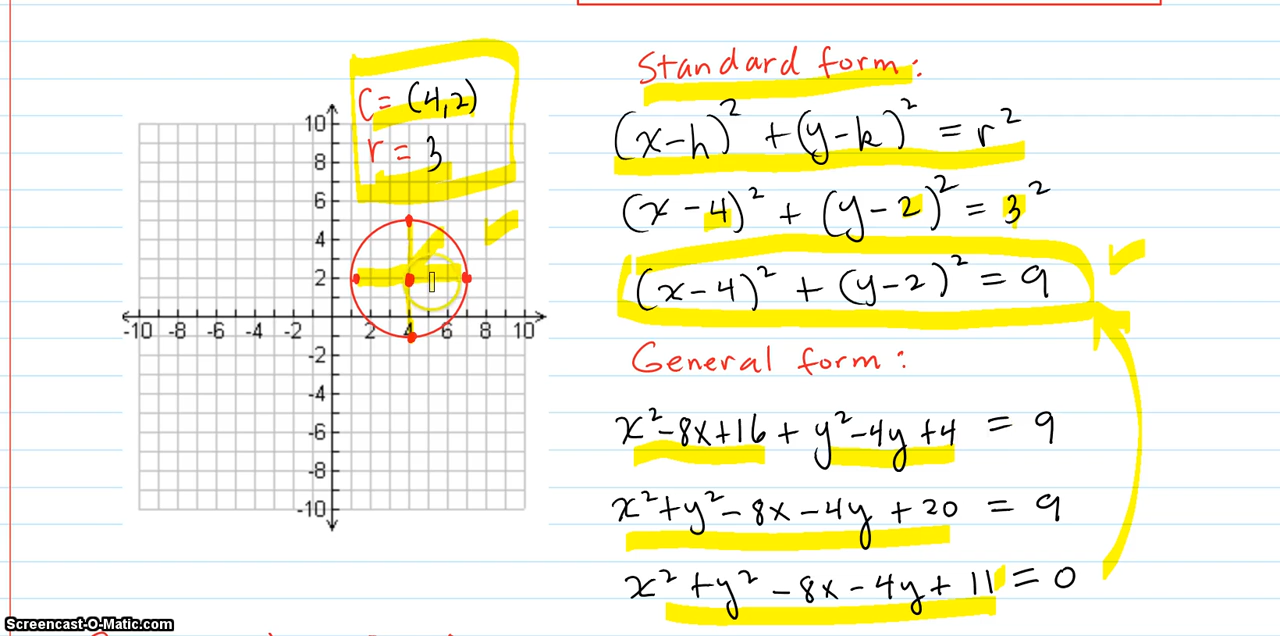 C = (4,2)
r = 3
10
8
6
4
2
-10 -8 -6 -4 -2 2 4 6 8 10
-2
-4
-6
-8
-10
Standard form:
(x-h)² + (y-k)² = r²
(x-4)² + (y-2)² = 3²
(x-4)² + (y-2)² = 9
General form:
x²-8x+16 + y²-4y+4 = 9
x²+y²-8x-4y+20 = 9
x²+y²-8x-4y+11=0
Screencast-O-Matic.com